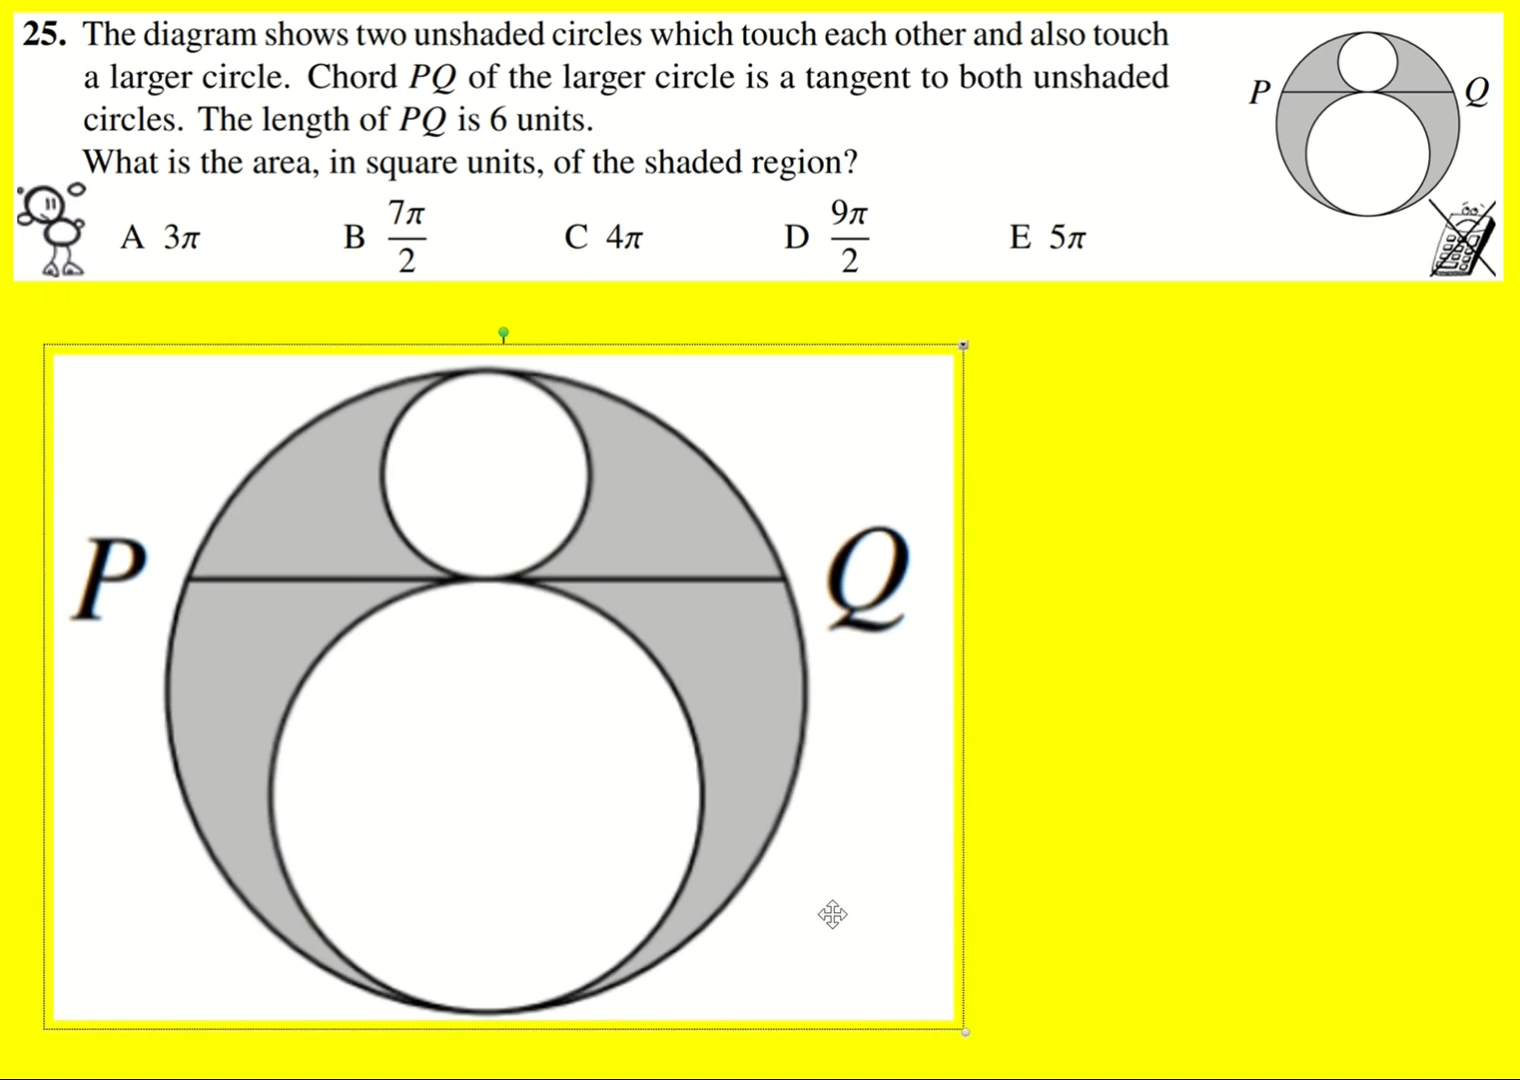 25. The diagram shows two unshaded circles which touch each other and also touch
a larger circle. Chord PQ of the larger circle is a tangent to both unshaded
circles. The length of PQ is 6 units.
What is the area, in square units, of the shaded region?
A 3π B 7π/2 C 4π D 9π/2 E 5π
P Q
P Q